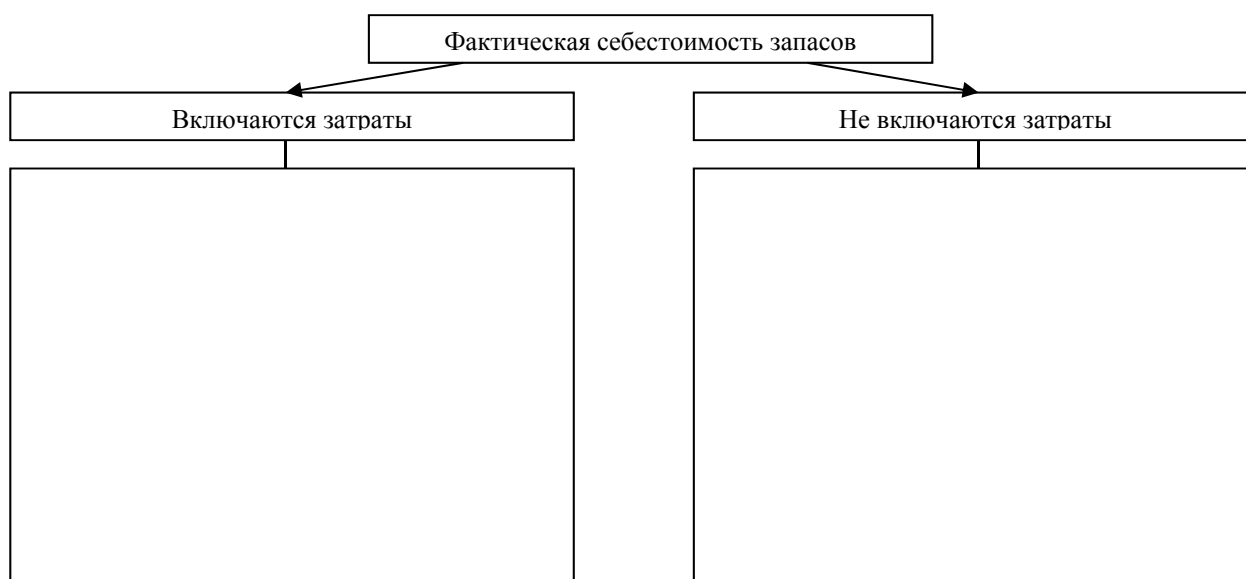 Фактическая себестоимость запасов
Включаются затраты
Не включаются затраты